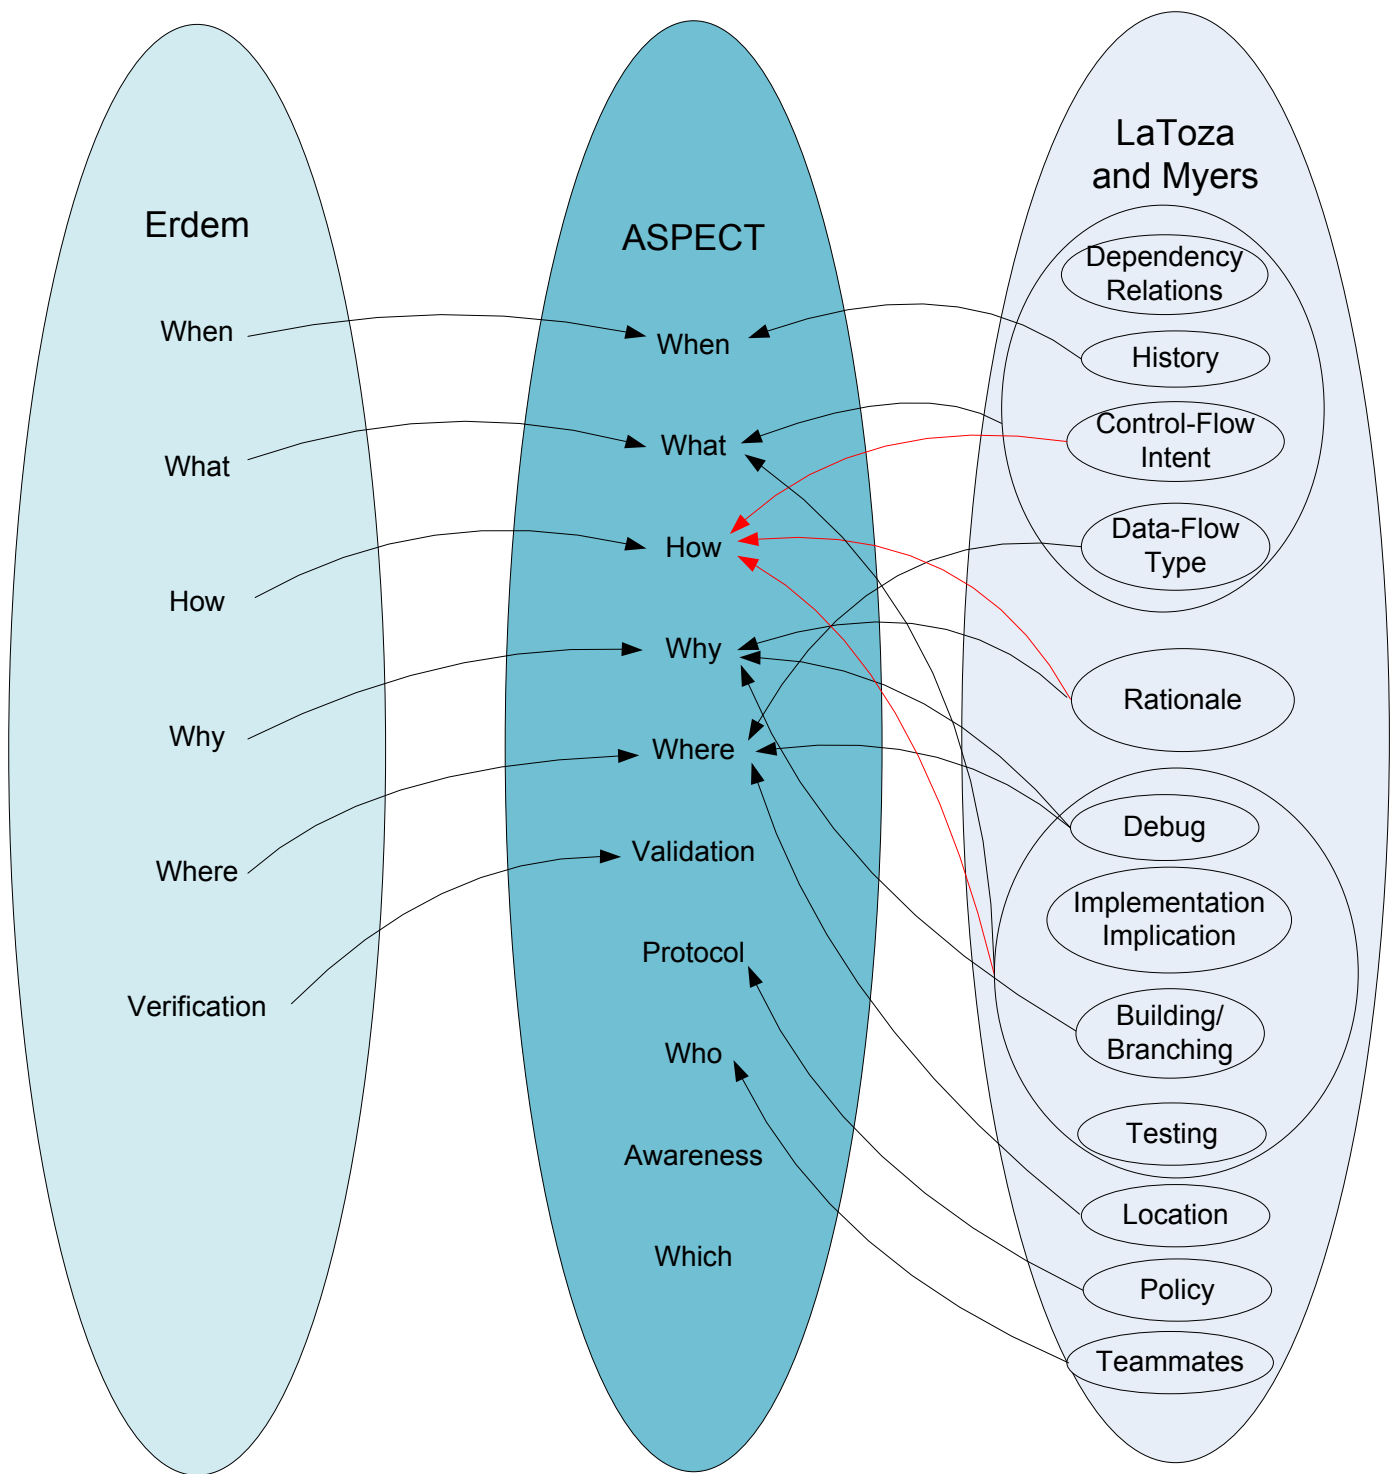 Erdem
When
What
How
Why
Where
Verification
ASPECT
When
What
How
Why
Where
Validation
Protocol
Who
Awareness
Which
LaToza
and Myers
Dependency
Relations
History
Control-Flow
Intent
Data-Flow
Type
Rationale
Debug
Implementation
Implication
Building/
Branching
Testing
Location
Policy
Teammates